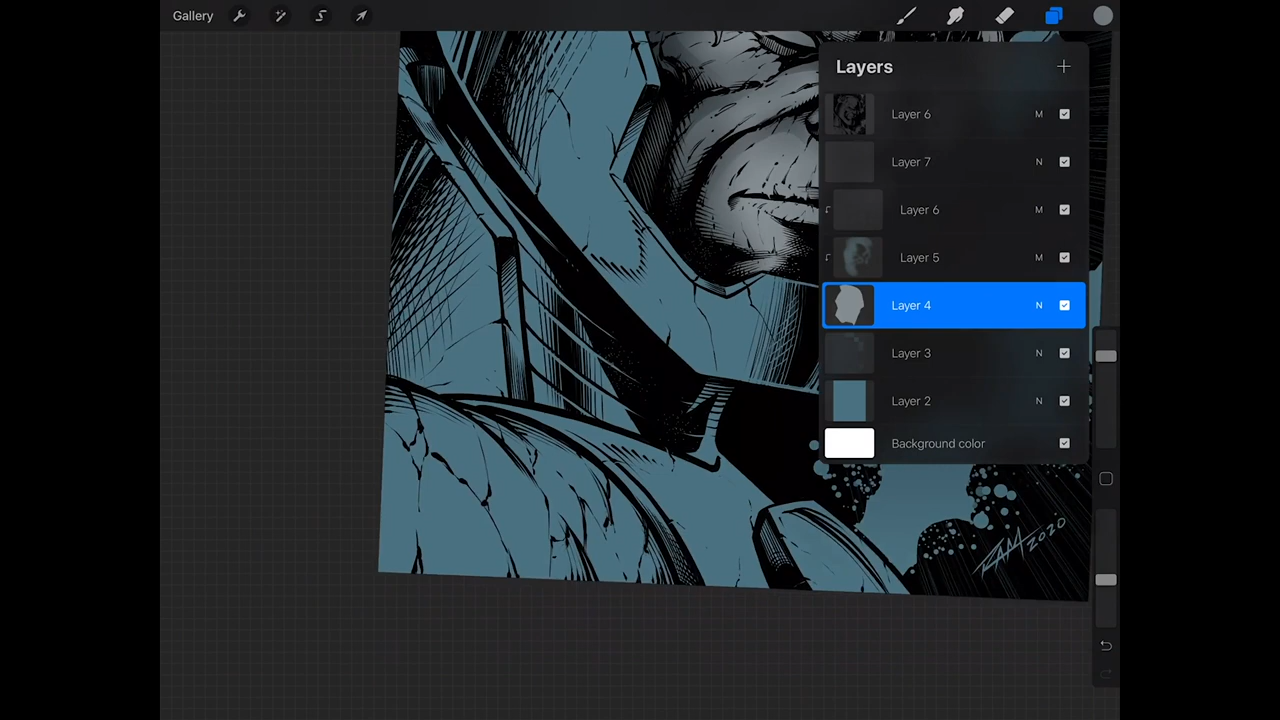 Gallery
Layers
Layer 6 M
Layer 7 N
Layer 6 M
Layer 5 M
Layer 4 N
Layer 3 N
Layer 2 N
Background color
RAM 2020